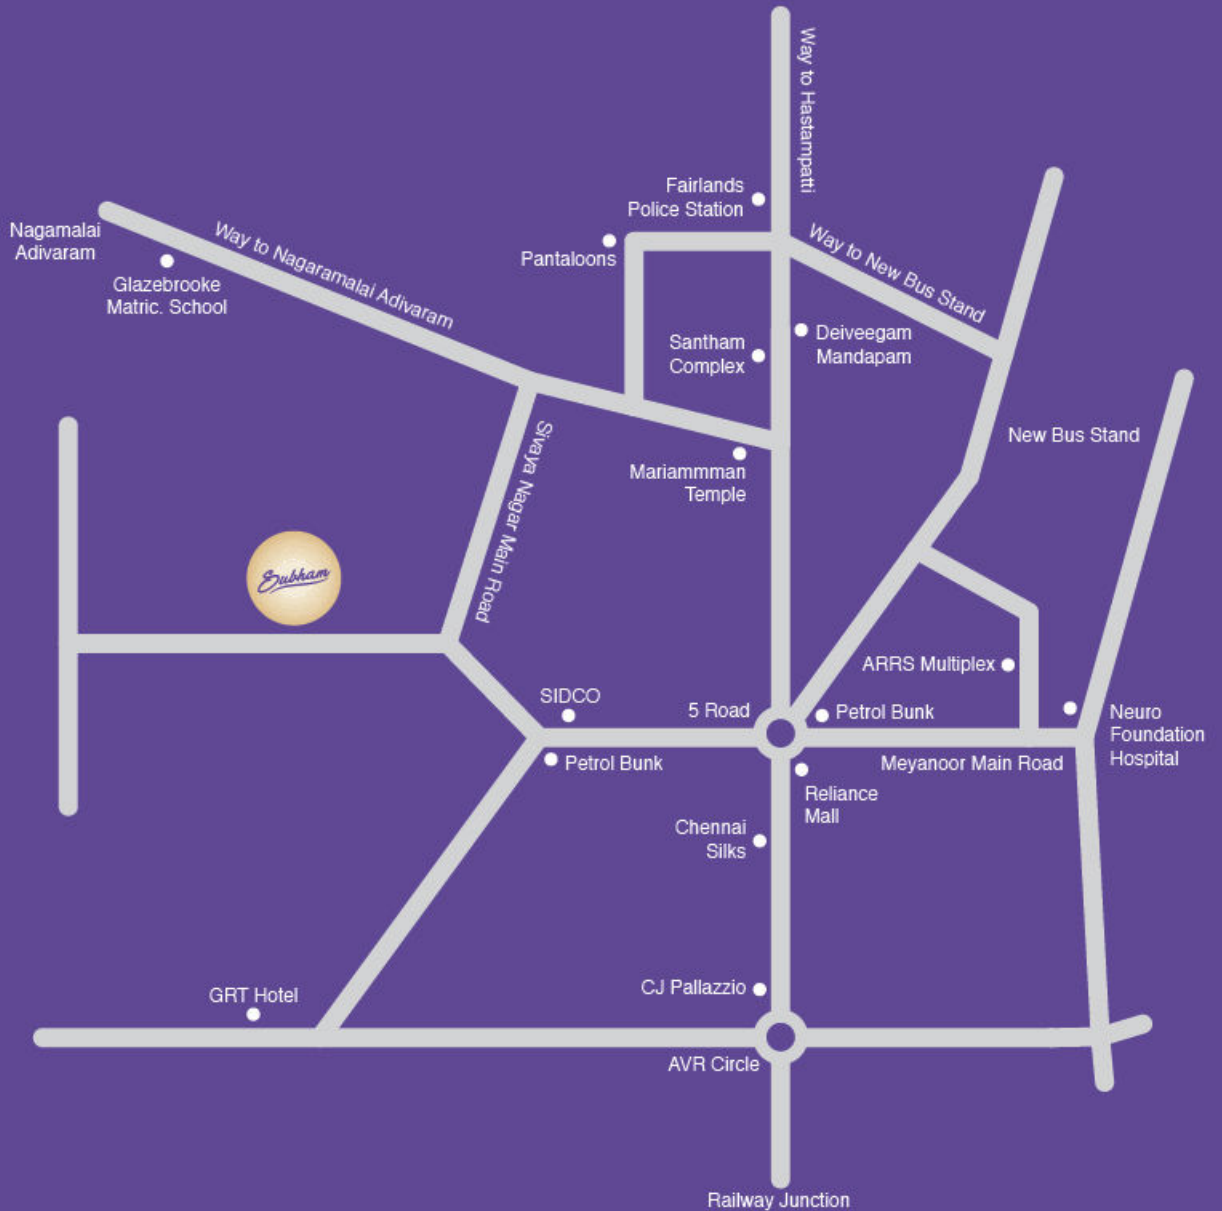 Way to Hastampatti
Fairlands
Police Station
Nagamalai
Adivaram
Way to Nagaramalai Adivaram
Pantaloons
Way to New Bus Stand
Glazebrooke
Matric. School
Santham
Complex
Deiveegam
Mandapam
New Bus Stand
Sivaya Nagar Main Road
Mariammman
Temple
Subham
ARRS Multiplex
SIDCO
5 Road
Petrol Bunk
Neuro
Foundation
Hospital
Petrol Bunk
Meyanoor Main Road
Reliance
Mall
Chennai
Silks
CJ Pallazzio
GRT Hotel
AVR Circle
Railway Junction